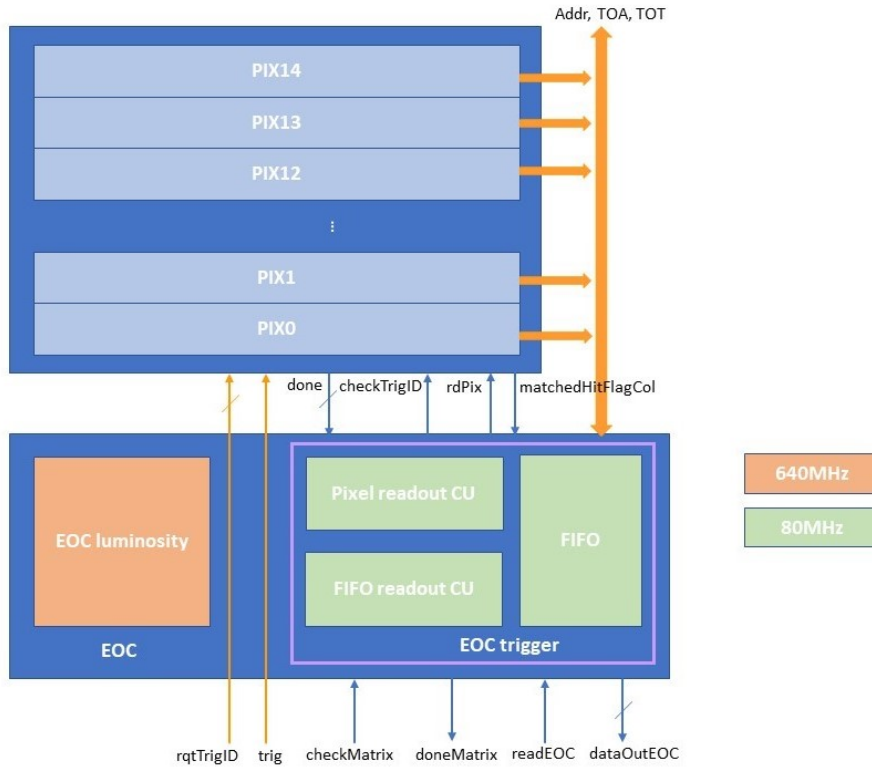 Addr, TOA, TOT
PIX14
PIX13
PIX12
...
PIX1
PIX0
done checkTrigID rdPix matchedHitFlagCol
EOC luminosity
Pixel readout CU
FIFO
FIFO readout CU
EOC
EOC trigger
640MHz
80MHz
rqtTrigID trig checkMatrix doneMatrix readEOC dataOutEOC